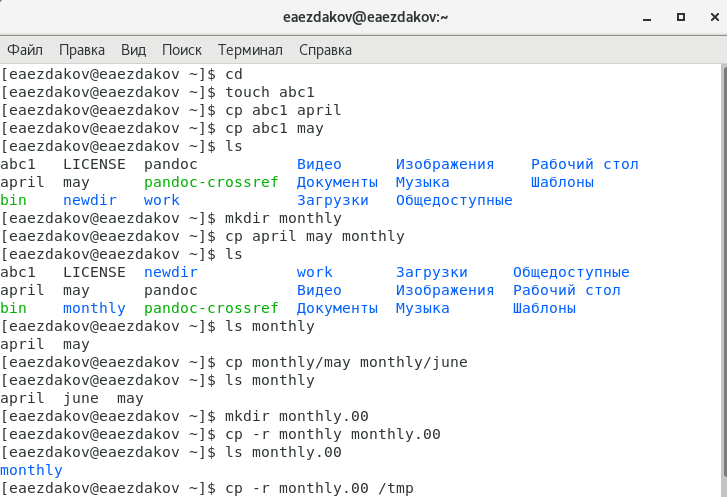 eaezdakov@eaezdakov:~
Файл Правка Вид Поиск Терминал Справка
[eaezdakov@eaezdakov ~]$ cd
[eaezdakov@eaezdakov ~]$ touch abc1
[eaezdakov@eaezdakov ~]$ cp abc1 april
[eaezdakov@eaezdakov ~]$ cp abc1 may
[eaezdakov@eaezdakov ~]$ ls
abc1   LICENSE  pandoc           Видео      Изображения    Рабочий стол
april  may      pandoc-crossref  Документы  Музыка         Шаблоны
bin    newdir   work             Загрузки   Общедоступные
[eaezdakov@eaezdakov ~]$ mkdir monthly
[eaezdakov@eaezdakov ~]$ cp april may monthly
[eaezdakov@eaezdakov ~]$ ls
abc1   LICENSE  newdir           work       Загрузки     Общедоступные
april  may      pandoc           Видео      Изображения  Рабочий стол
bin    monthly  pandoc-crossref  Документы  Музыка       Шаблоны
[eaezdakov@eaezdakov ~]$ ls monthly
april  may
[eaezdakov@eaezdakov ~]$ cp monthly/may monthly/june
[eaezdakov@eaezdakov ~]$ ls monthly
april  june  may
[eaezdakov@eaezdakov ~]$ mkdir monthly.00
[eaezdakov@eaezdakov ~]$ cp -r monthly monthly.00
[eaezdakov@eaezdakov ~]$ ls monthly.00
monthly
[eaezdakov@eaezdakov ~]$ cp -r monthly.00 /tmp